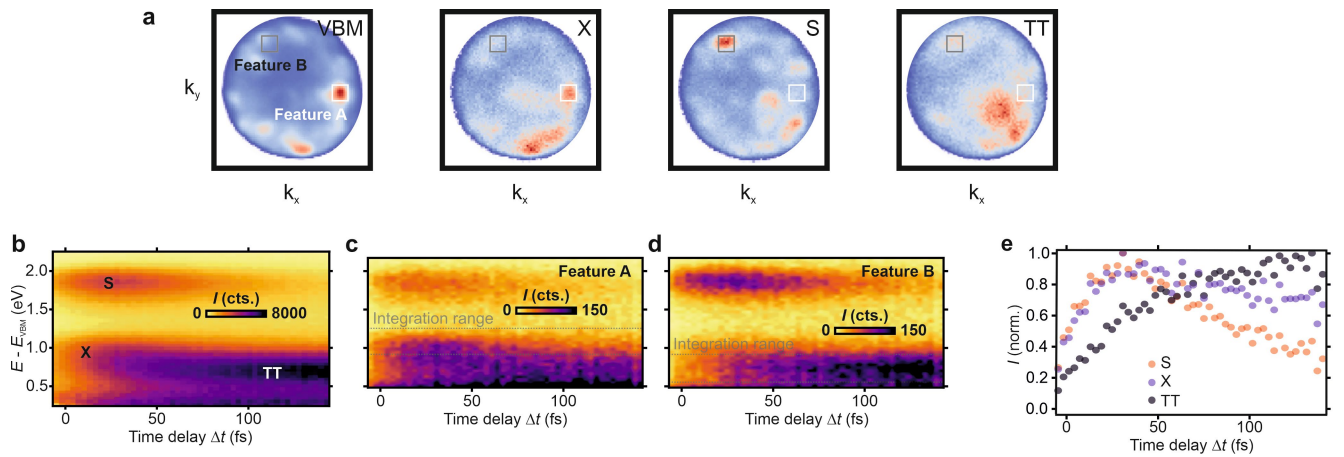 a
VBM
X
S
TT
Feature B
Feature A
k_y
k_x
k_x
k_x
k_x
b
c
d
e
E - E_VBM (eV)
2.0
1.5
1.0
0.5
S
I (cts.)
0 8000
X
TT
0 50 100
Time delay Δt (fs)
Feature A
I (cts.)
0 150
Integration range
0 50 100
Time delay Δt (fs)
Feature B
I (cts.)
0 150
Integration range
0 50 100
Time delay Δt (fs)
I (norm.)
1.0
0.8
0.6
0.4
0.2
0.0
S
X
TT
0 50 100
Time delay Δt (fs)